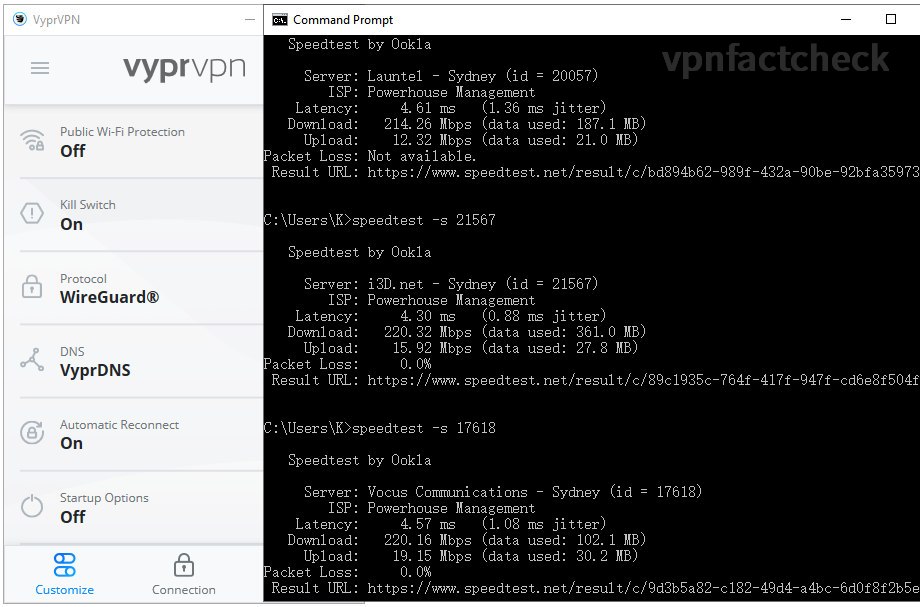 VyprVPN
vyprvpn
Public Wi-Fi Protection
Off
Kill Switch
On
Protocol
WireGuard®
DNS
VyprDNS
Automatic Reconnect
On
Startup Options
Off
Customize
Connection
Command Prompt
vpnfactcheck
Speedtest by Ookla
Server: Launtel - Sydney (id = 20057)
ISP: Powerhouse Management
Latency: 4.61 ms (1.36 ms jitter)
Download: 214.26 Mbps (data used: 187.1 MB)
Upload: 12.32 Mbps (data used: 21.0 MB)
Packet Loss: Not available.
Result URL: https://www.speedtest.net/result/c/bd894b62-989f-432a-90be-92bfa35973
C:\Users\K>speedtest -s 21567
Speedtest by Ookla
Server: i3D.net - Sydney (id = 21567)
ISP: Powerhouse Management
Latency: 4.30 ms (0.88 ms jitter)
Download: 220.32 Mbps (data used: 361.0 MB)
Upload: 15.92 Mbps (data used: 27.8 MB)
Packet Loss: 0.0%
Result URL: https://www.speedtest.net/result/c/89c1935c-764f-417f-947f-cd6e8f504f
C:\Users\K>speedtest -s 17618
Speedtest by Ookla
Server: Vocus Communications - Sydney (id = 17618)
ISP: Powerhouse Management
Latency: 4.57 ms (1.08 ms jitter)
Download: 220.16 Mbps (data used: 102.1 MB)
Upload: 19.15 Mbps (data used: 30.2 MB)
Packet Loss: 0.0%
Result URL: https://www.speedtest.net/result/c/9d3b5a82-c182-49d4-a4bc-6d0f8f2b5e